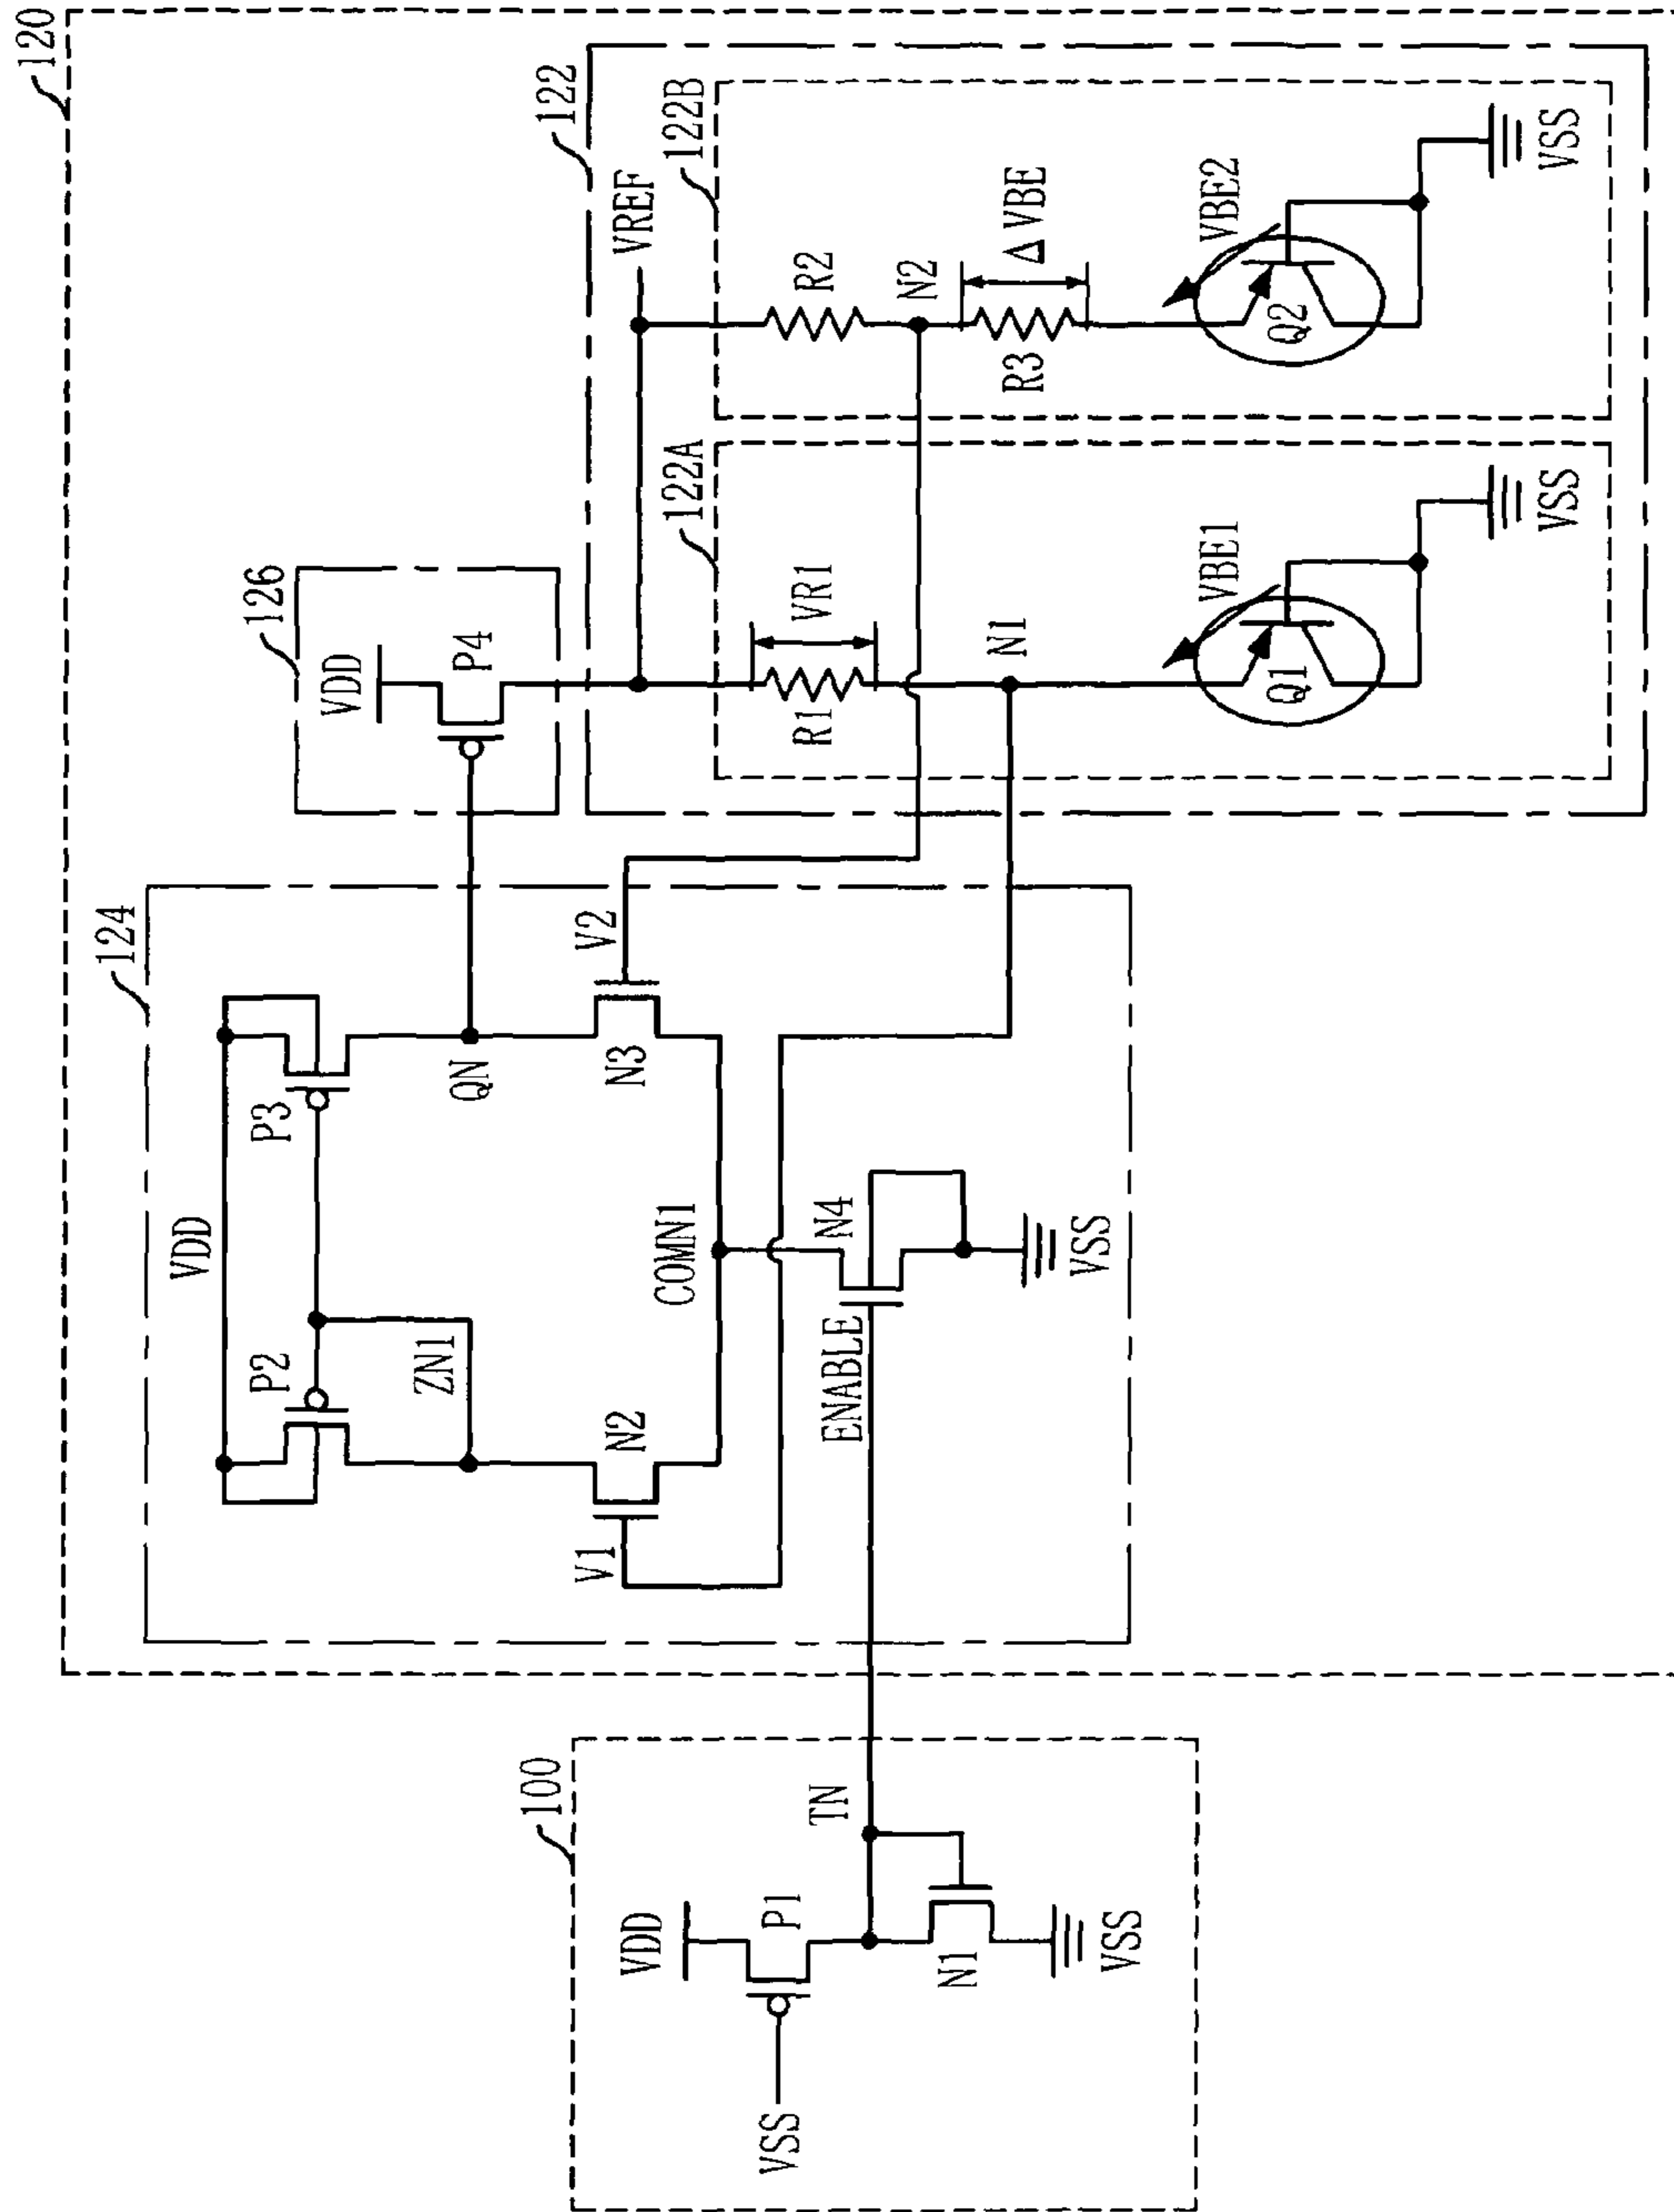 120
124
126
VDD
VDD
P2
P3
P4
ZN1
QN
VREF
122
122A
122B
V1
N2
N3
V2
R1
VR1
R2
COMN1
N2
N1
R3
Δ VBE
ENABLE
N4
VSS
VBE1
Q1
VSS
VBE2
Q2
VSS
100
VDD
P1
VSS
TN
N1
VSS